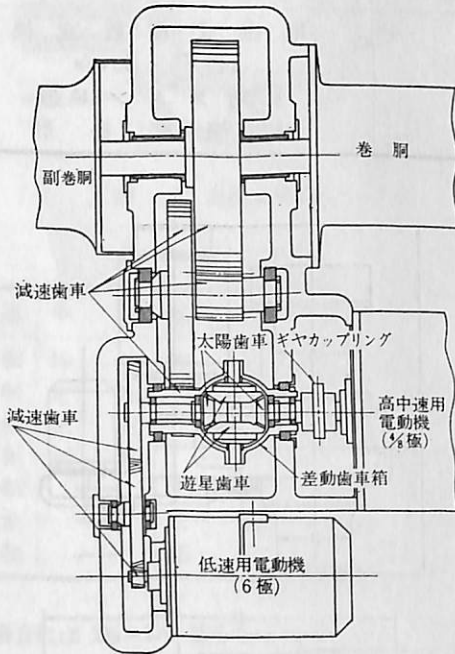 副巻胴
巻胴
減速歯車
太陽歯車 ギヤカップリング
高中速用
電動機
(4/8極)
減速歯車
遊星歯車
差動歯車箱
低速用電動機
(6極)